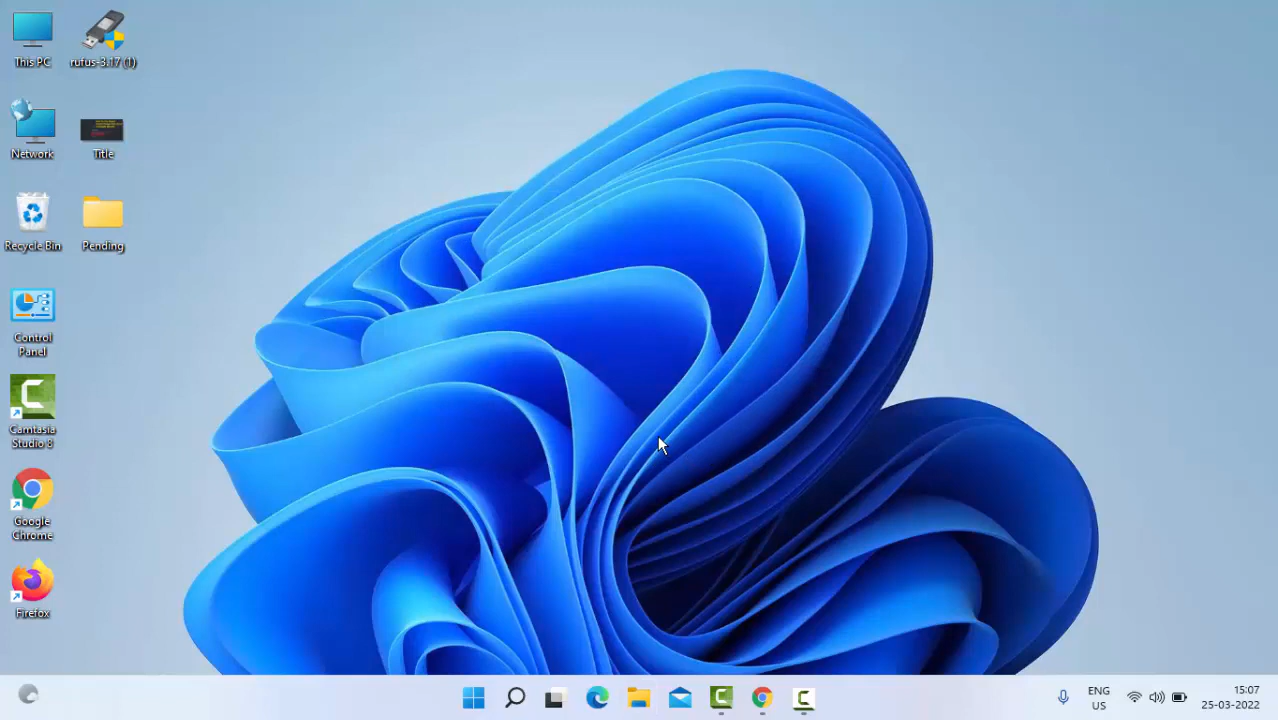 This PC
rufus-3.17 (1)
Network
Title
Recycle Bin
Pending
Control
Panel
Camtasia
Studio 8
Google
Chrome
Firefox
ENG
US
15:07
25-03-2022